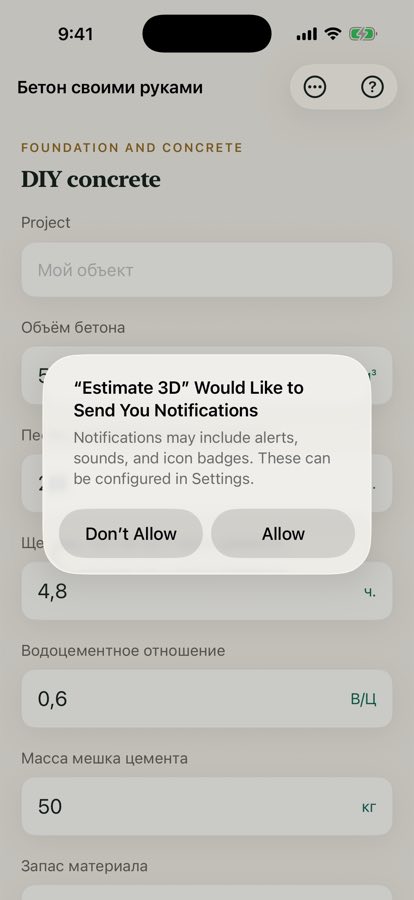 9:41
Бетон своими руками
FOUNDATION AND CONCRETE
DIY concrete
Project
Мой объект
Объём бетона
“Estimate 3D” Would Like to
Send You Notifications
Notifications may include alerts,
sounds, and icon badges. These can
be configured in Settings.
Don’t Allow
Allow
4,8
ч.
Водоцементное отношение
0,6
В/Ц
Масса мешка цемента
50
кг
Запас материала